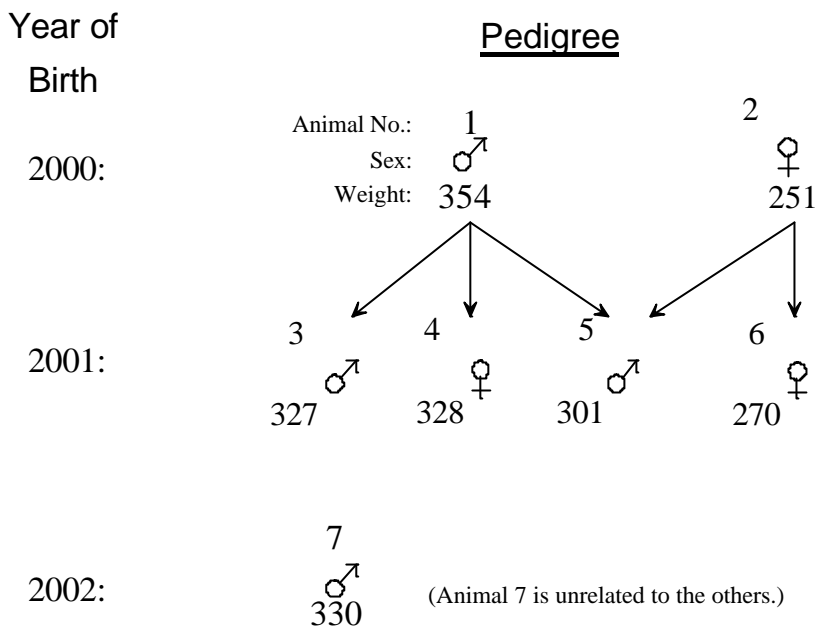 Year of
Birth
Pedigree
Animal No.: 1 2
Sex: ♂ ♀
2000:
Weight: 354 251
3 4 5 6
2001:
♂ ♀ ♂ ♀
327 328 301 270
7
2002: ♂ (Animal 7 is unrelated to the others.)
330